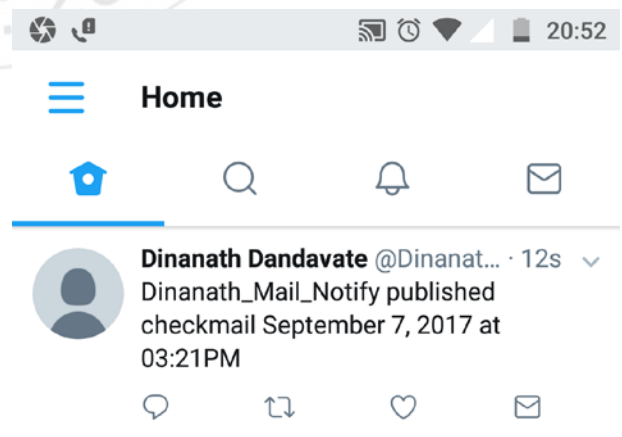 20:52
Home
Dinanath Dandavate @Dinanat... · 12s
Dinanath_Mail_Notify published
checkmail September 7, 2017 at
03:21PM